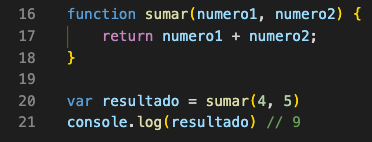 16 function sumar(numero1, numero2) {
17     return numero1 + numero2;
18 }
19
20 var resultado = sumar(4, 5)
21 console.log(resultado) // 9